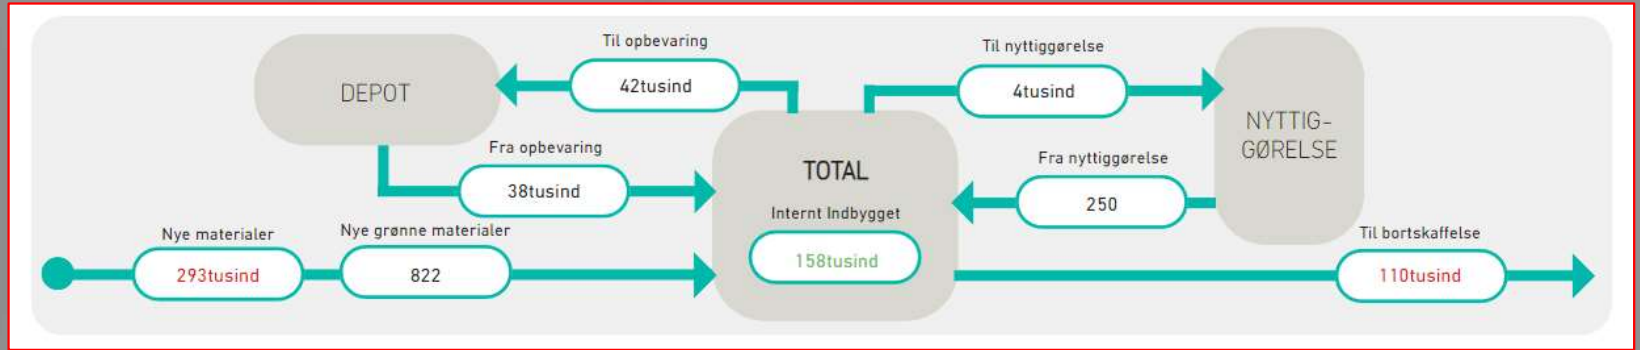 Til opbevaring
42tusind
DEPOT
Til nyttiggørelse
4tusind
NYTTIG-
GØRELSE
Fra opbevaring
38tusind
TOTAL
Internt Indbygget
158tusind
Fra nyttiggørelse
250
Nye materialer
293tusind
Nye grønne materialer
822
Til bortskaffelse
110tusind